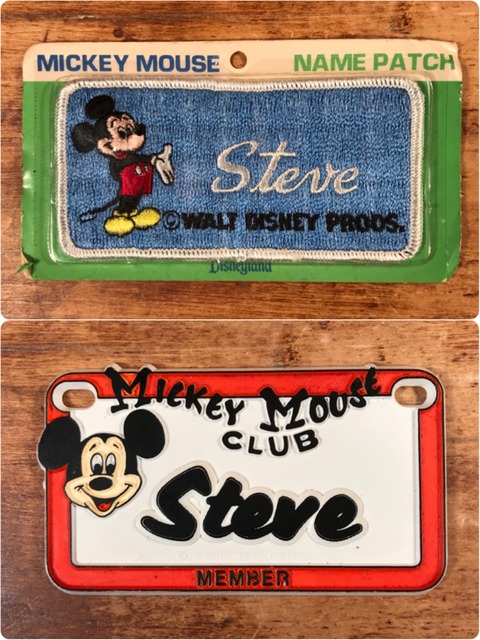 MICKEY MOUSE NAME PATCH
Steve
©WALT DISNEY PRODS.
Disneyland
MICKEY MOUSE
CLUB
Steve
MEMBER